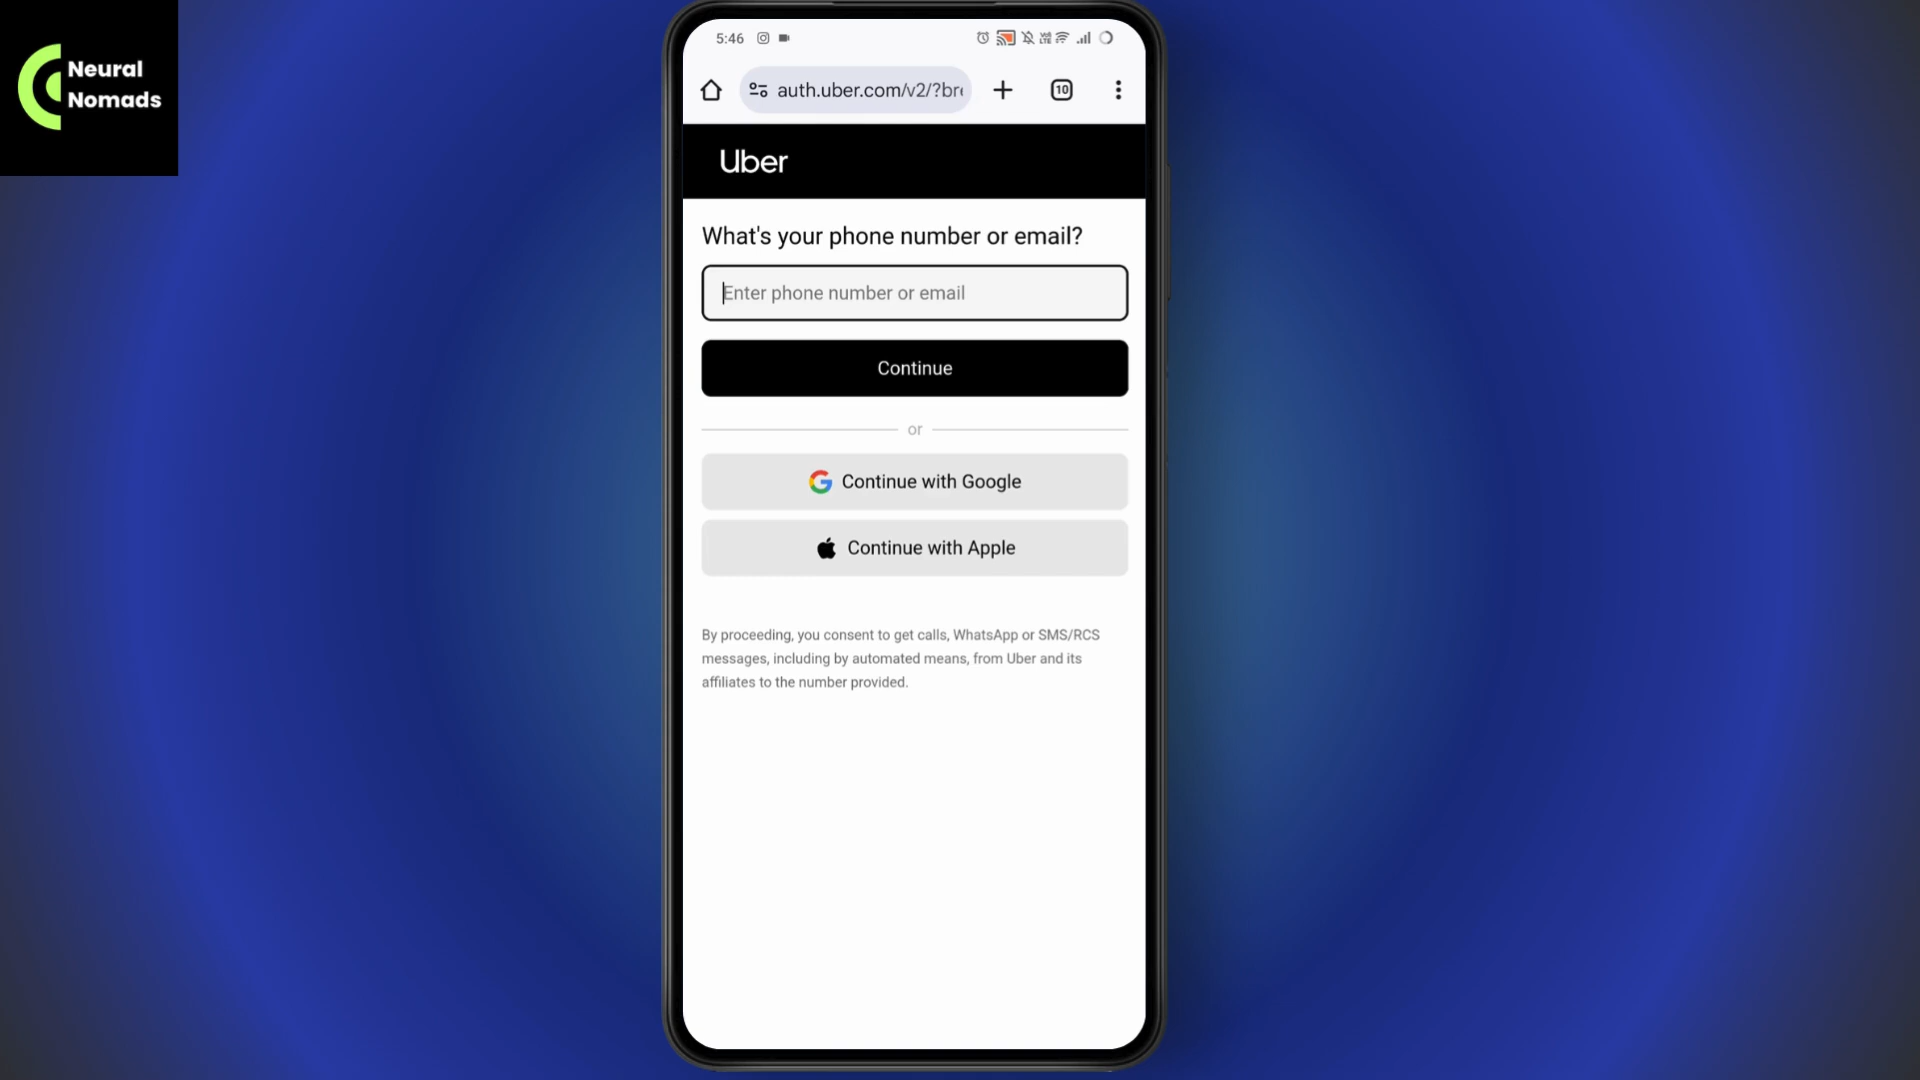 Neural
Nomads
5:46
auth.uber.com/v2/?bre
10
Uber
What's your phone number or email?
Enter phone number or email
Continue
or
Continue with Google
Continue with Apple
By proceeding, you consent to get calls, WhatsApp or SMS/RCS
messages, including by automated means, from Uber and its
affiliates to the number provided.